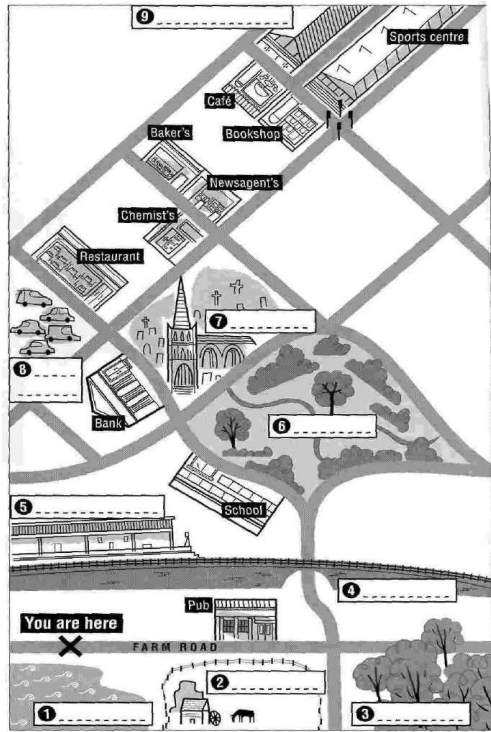 9
Sports centre
Café
Bookshop
Baker's
Newsagent's
Chemist's
Restaurant
7
8
Bank
6
5
School
4
Pub
You are here
FARM ROAD
2
1
3